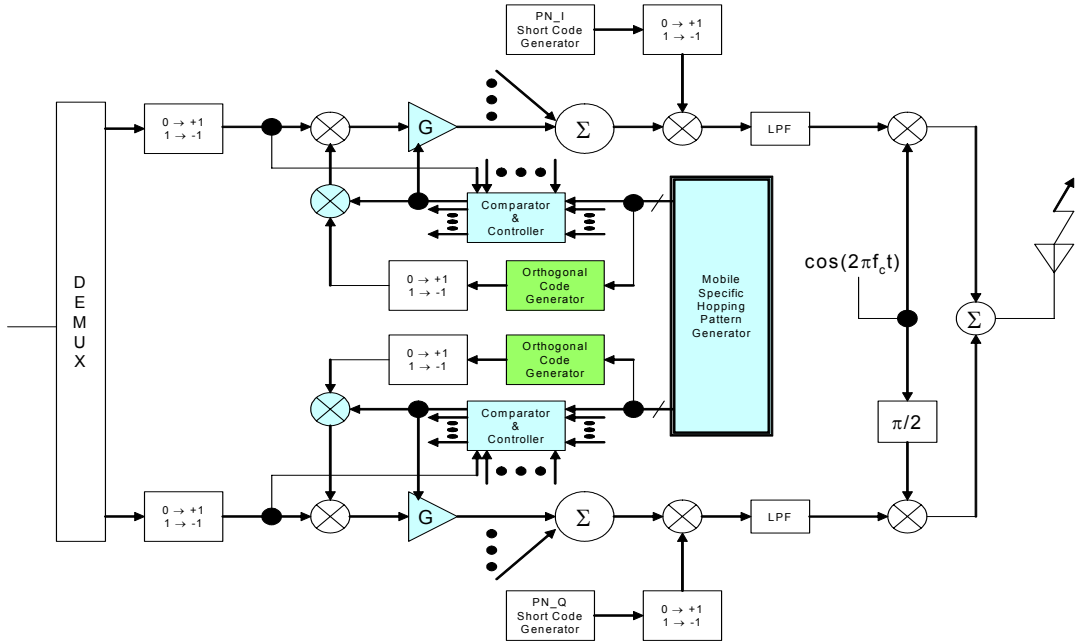 PN_I
Short Code
Generator
0 → +1
1 → -1
0 → +1
1 → -1
G
Σ
LPF
Comparator
&
Controller
0 → +1
1 → -1
Orthogonal
Code
Generator
Mobile
Specific
Hopping
Pattern
Generator
cos(2πf_ct)
D
E
M
U
X
Σ
0 → +1
1 → -1
Orthogonal
Code
Generator
Comparator
&
Controller
π/2
0 → +1
1 → -1
G
Σ
LPF
PN_Q
Short Code
Generator
0 → +1
1 → -1